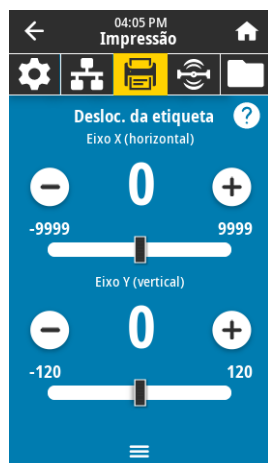 04:05 PM
Impressão
Desloc. da etiqueta ?
Eixo X (horizontal)
0
-9999 9999
Eixo Y (vertical)
0
-120 120